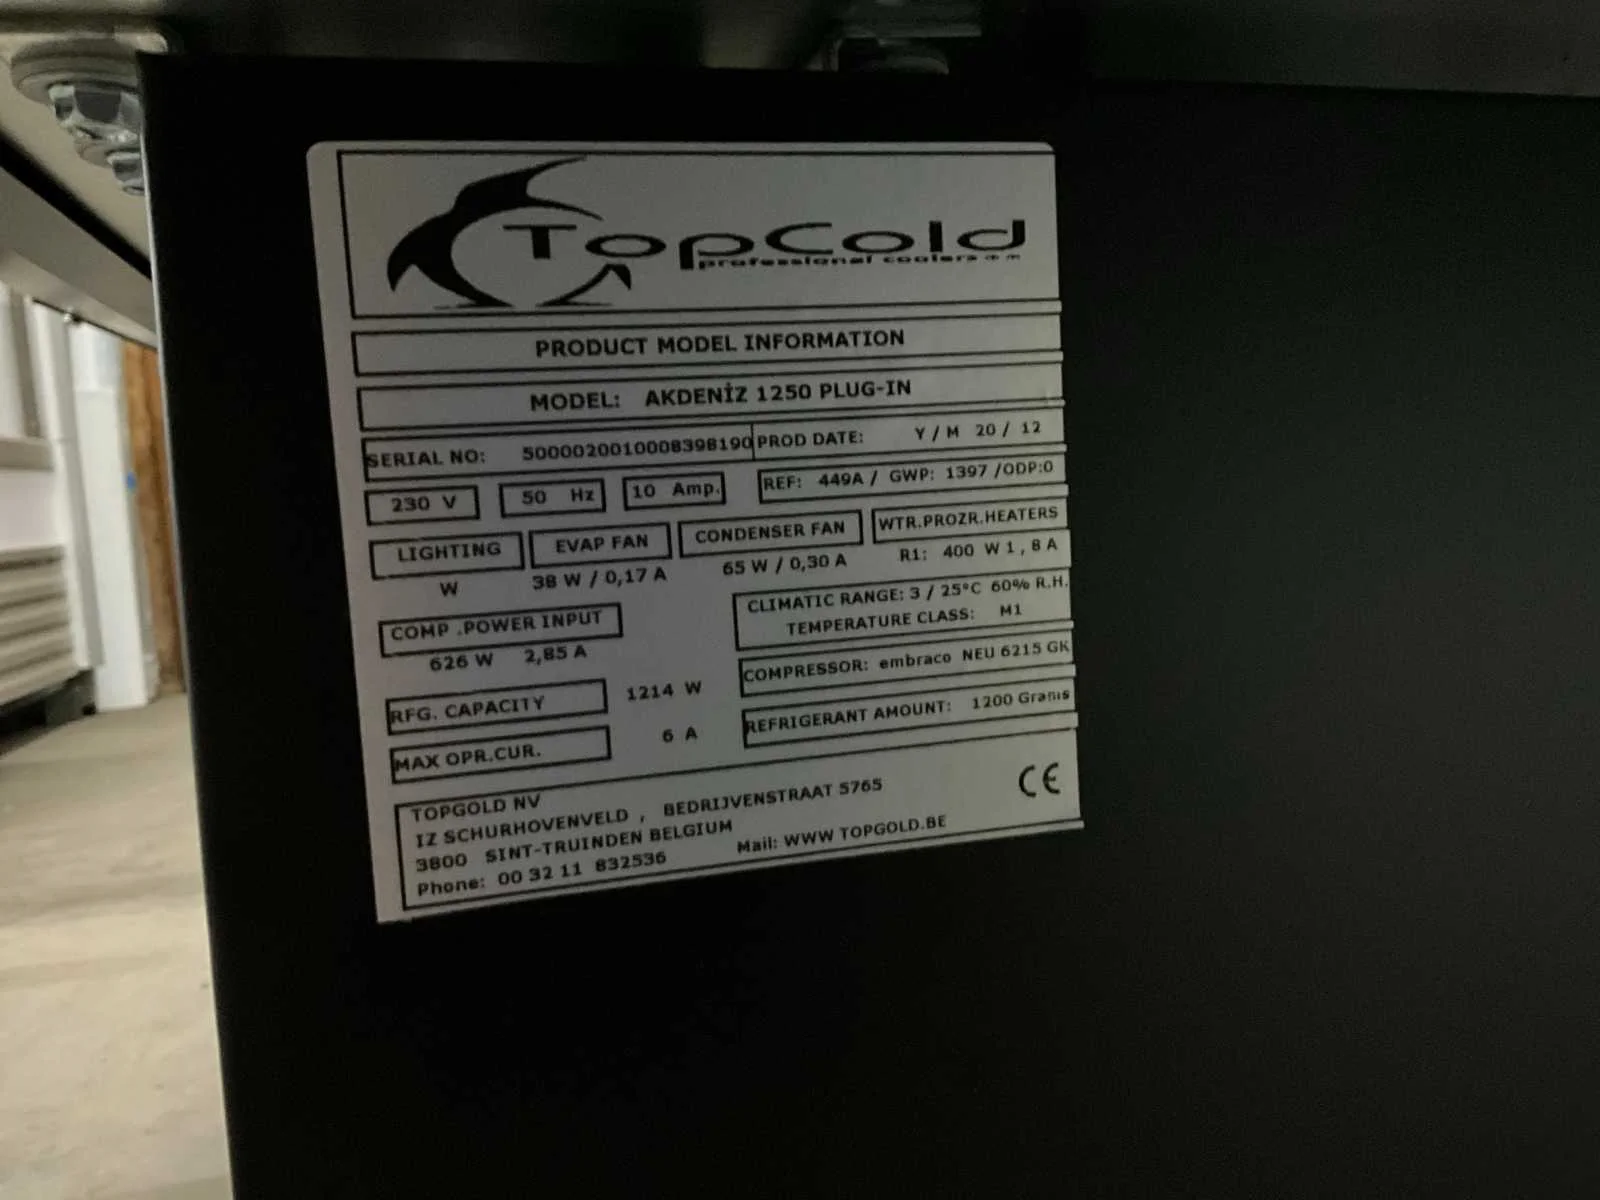 TopCold
professional coolers
PRODUCT MODEL INFORMATION
MODEL: AKDENİZ 1250 PLUG-IN
SERIAL NO: 5000020010008398190 PROD DATE: Y / M 20 / 12
230 V 50 Hz 10 Amp. REF: 449A / GWP: 1397 /ODP:0
LIGHTING EVAP FAN CONDENSER FAN WTR.PROZR.HEATERS
W 38 W / 0,17 A 65 W / 0,30 A R1: 400 W 1 , 8 A
COMP .POWER INPUT CLIMATIC RANGE: 3 / 25°C 60% R.H.
626 W 2,85 A TEMPERATURE CLASS: M1
COMPRESSOR: embraco NEU 6215 GK
RFG. CAPACITY 1214 W REFRIGERANT AMOUNT: 1200 Grams
MAX OPR.CUR. 6 A
TOPGOLD NV
IZ SCHURHOVENVELD , BEDRIJVENSTRAAT 5765
3800 SINT-TRUINDEN BELGIUM
Phone: 00 32 11 832536 Mail: WWW TOPGOLD.BE
CE